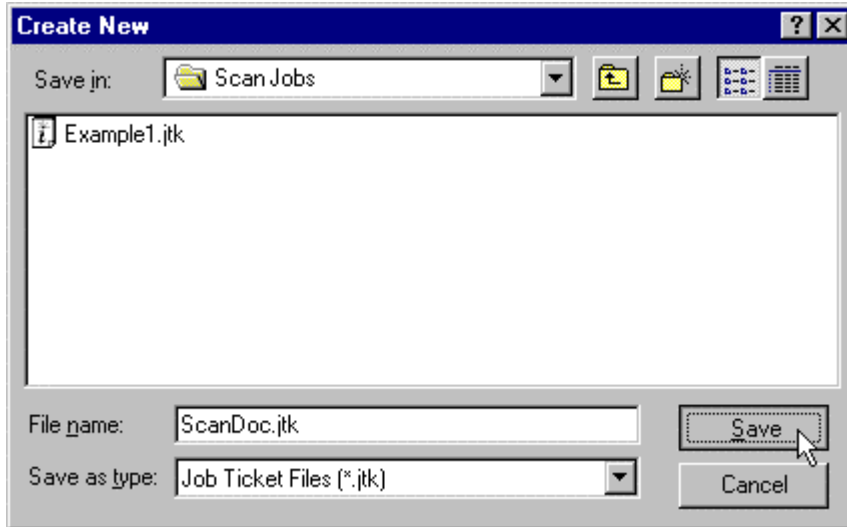 Create New
Save in: Scan Jobs
Example1.jtk
File name: ScanDoc.jtk Save
Save as type: Job Ticket Files (*.jtk) Cancel